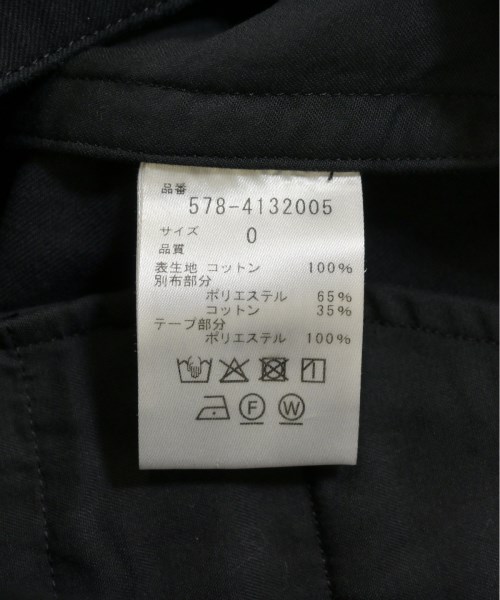 品番
578-4132005
サイズ 0
品質
表生地 コットン 100%
別布部分
ポリエステル 65%
コットン 35%
テープ部分
ポリエステル 100%
F W